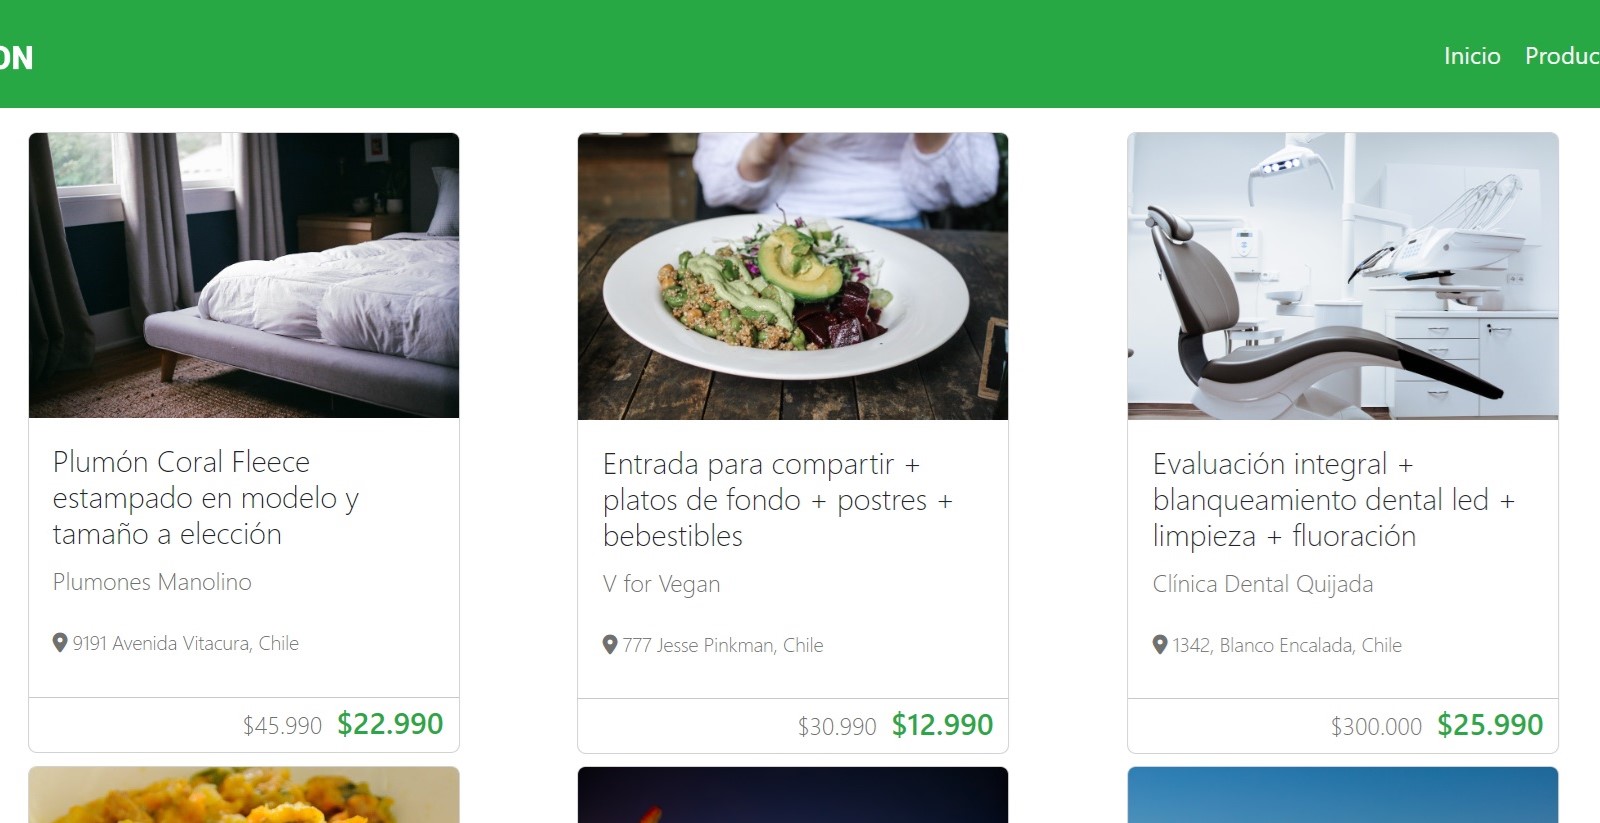 ON
Inicio Produc
Plumón Coral Fleece
estampado en modelo y
tamaño a elección
Plumones Manolino
9191 Avenida Vitacura, Chile
$45.990 $22.990
Entrada para compartir +
platos de fondo + postres +
bebestibles
V for Vegan
777 Jesse Pinkman, Chile
$30.990 $12.990
Evaluación integral +
blanqueamiento dental led +
limpieza + fluoración
Clínica Dental Quijada
1342, Blanco Encalada, Chile
$300.000 $25.990